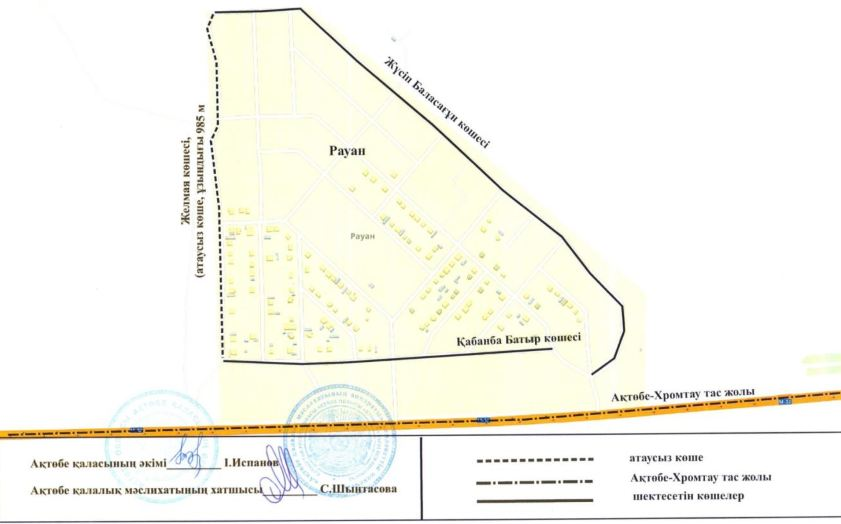 Жүсіп Баласағұн көшесі
Желмая көшесі,
(атаусыз көше, ұзындығы 985 м
Рауан
Рауан
Қабанба Батыр көшесі
Ақтөбе-Хромтау тас жолы
Ақтөбе қаласының әкімі І.Испанов
Ақтөбе қалалық мәслихатының хатшысы С.Шынтасова
атаусыз көше
Ақтөбе-Хромтау тас жолы
шектесетін көшелер